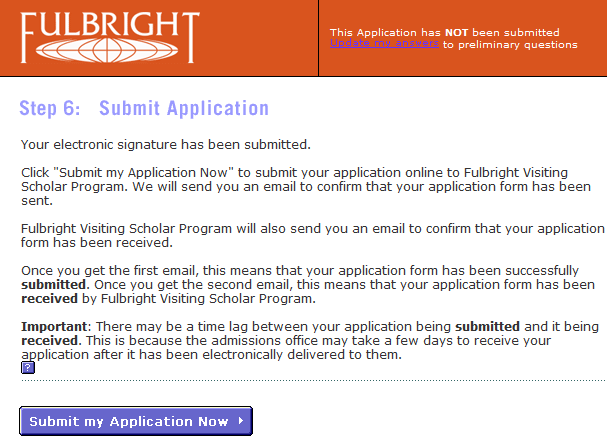 FULBRIGHT
This Application has NOT been submitted
Update my answers to preliminary questions
Step 6: Submit Application
Your electronic signature has been submitted.
Click "Submit my Application Now" to submit your application online to Fulbright Visiting
Scholar Program. We will send you an email to confirm that your application form has been
sent.
Fulbright Visiting Scholar Program will also send you an email to confirm that your application
form has been received.
Once you get the first email, this means that your application form has been successfully
submitted. Once you get the second email, this means that your application form has been
received by Fulbright Visiting Scholar Program.
Important: There may be a time lag between your application being submitted and it being
received. This is because the admissions office may take a few days to receive your
application after it has been electronically delivered to them.
?
Submit my Application Now